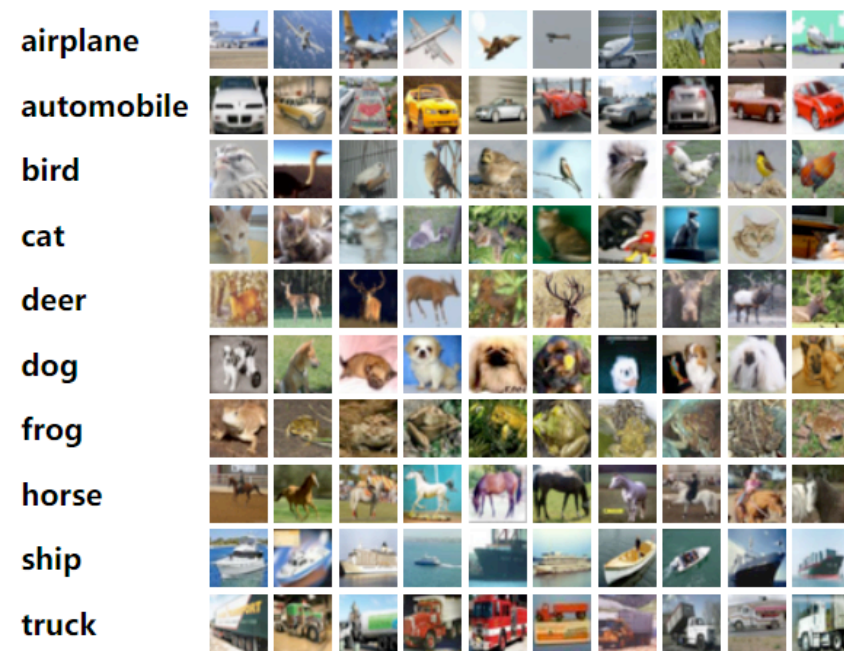 airplane
automobile
bird
cat
deer
dog
frog
horse
ship
truck